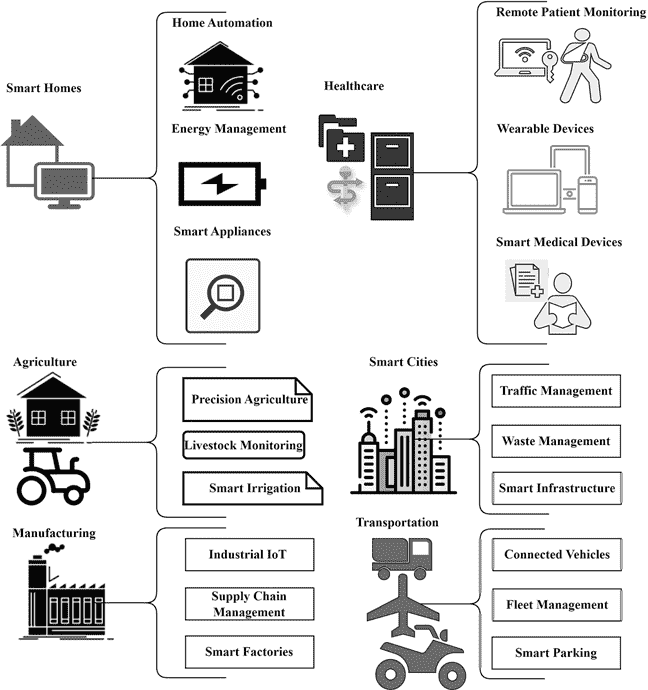 Smart Homes
Home Automation
Energy Management
Smart Appliances
Healthcare
Remote Patient Monitoring
Wearable Devices
Smart Medical Devices
Agriculture
Precision Agriculture
Livestock Monitoring
Smart Irrigation
Smart Cities
Traffic Management
Waste Management
Smart Infrastructure
Manufacturing
Industrial IoT
Supply Chain
Management
Smart Factories
Transportation
Connected Vehicles
Fleet Management
Smart Parking